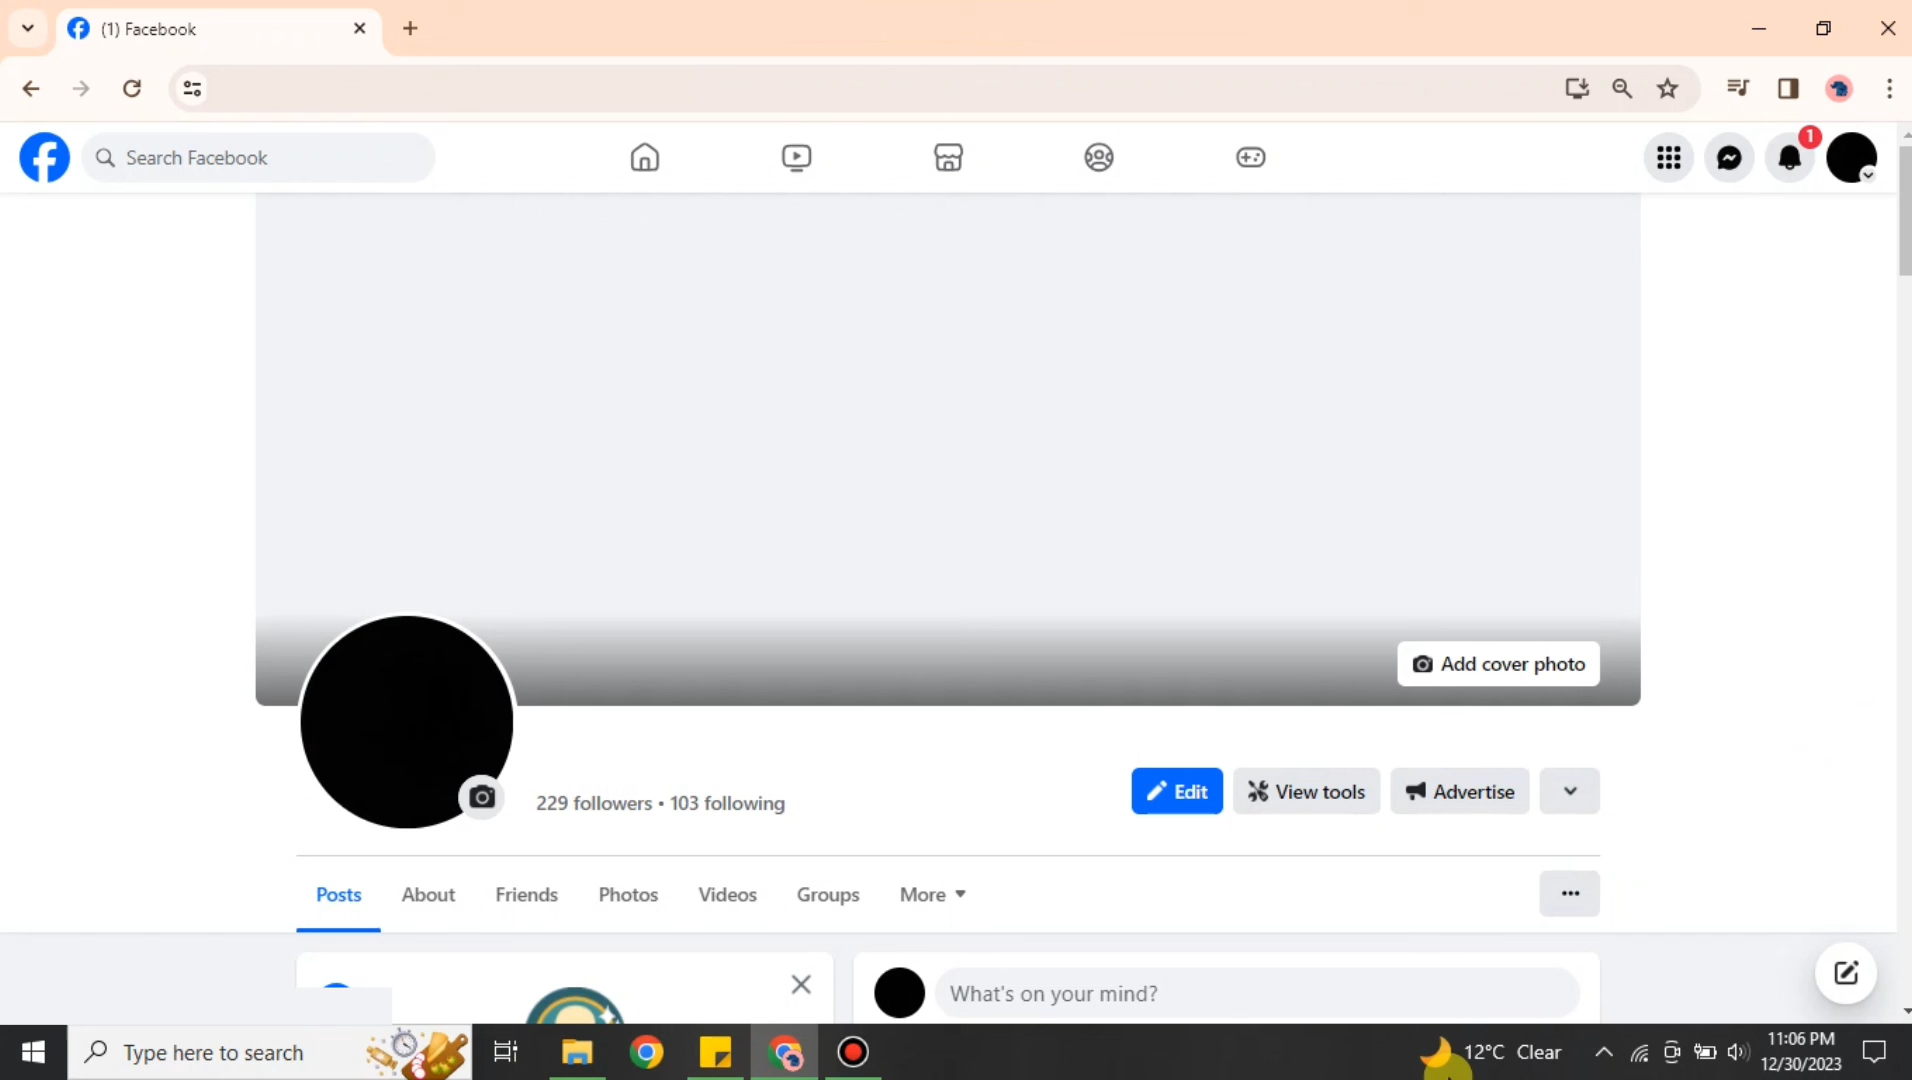 (1) Facebook
Search Facebook
1
Add cover photo
229 followers • 103 following
Edit
View tools
Advertise
Posts
About
Friends
Photos
Videos
Groups
More
What's on your mind?
Type here to search
12°C Clear
11:06 PM
12/30/2023